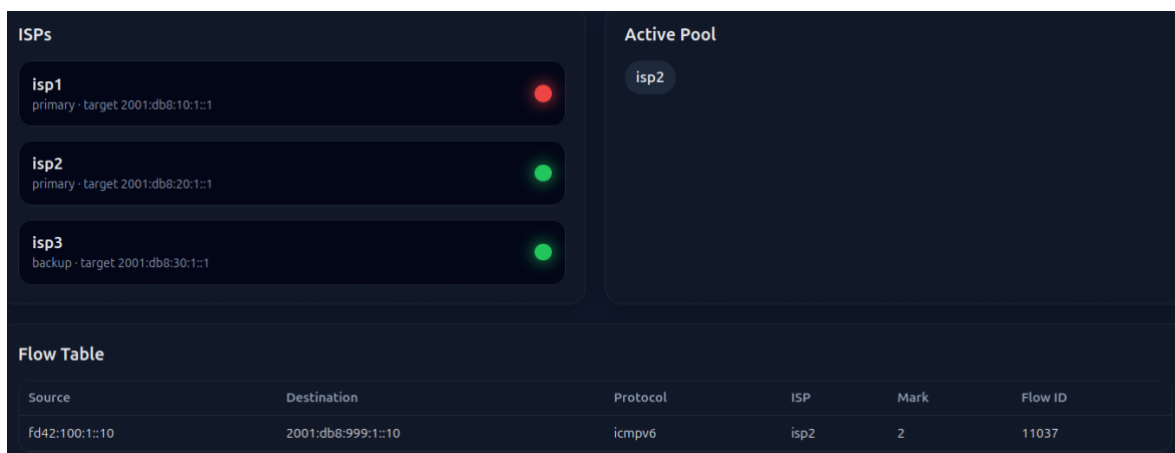 ISPs
isp1
primary · target 2001:db8:10:1::1
isp2
primary · target 2001:db8:20:1::1
isp3
backup · target 2001:db8:30:1::1
Active Pool
isp2
Flow Table
Source Destination Protocol ISP Mark Flow ID
fd42:100:1::10 2001:db8:999:1::10 icmpv6 isp2 2 11037